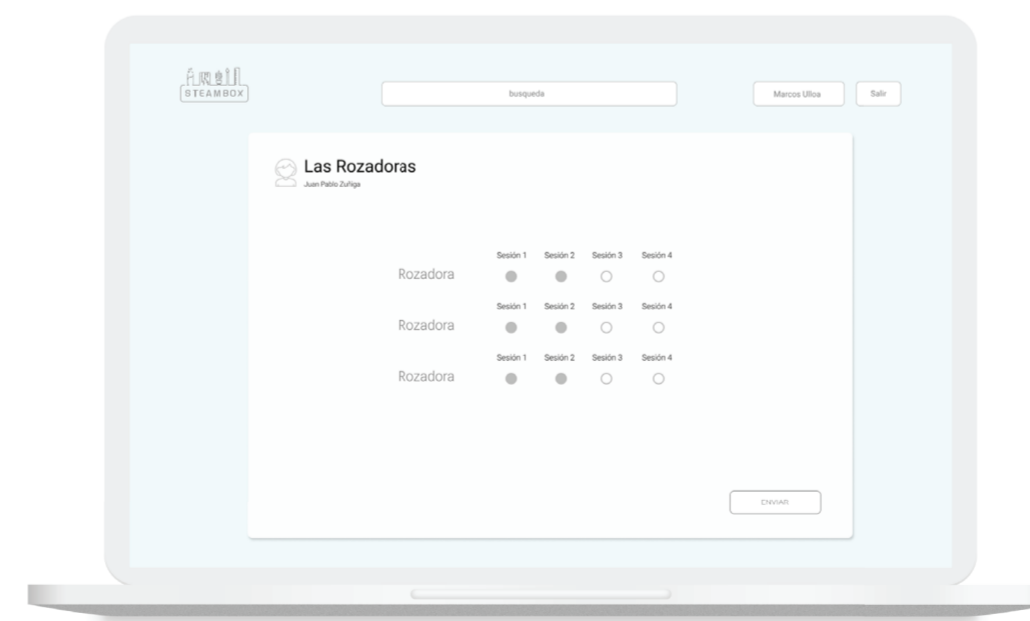 STEAMBOX
busqueda
Marcos Ulloa
Salir
Las Rozadoras
Juan Pablo Zuñiga
Sesión 1 Sesión 2 Sesión 3 Sesión 4
Rozadora
Sesión 1 Sesión 2 Sesión 3 Sesión 4
Rozadora
Sesión 1 Sesión 2 Sesión 3 Sesión 4
Rozadora
ENVIAR